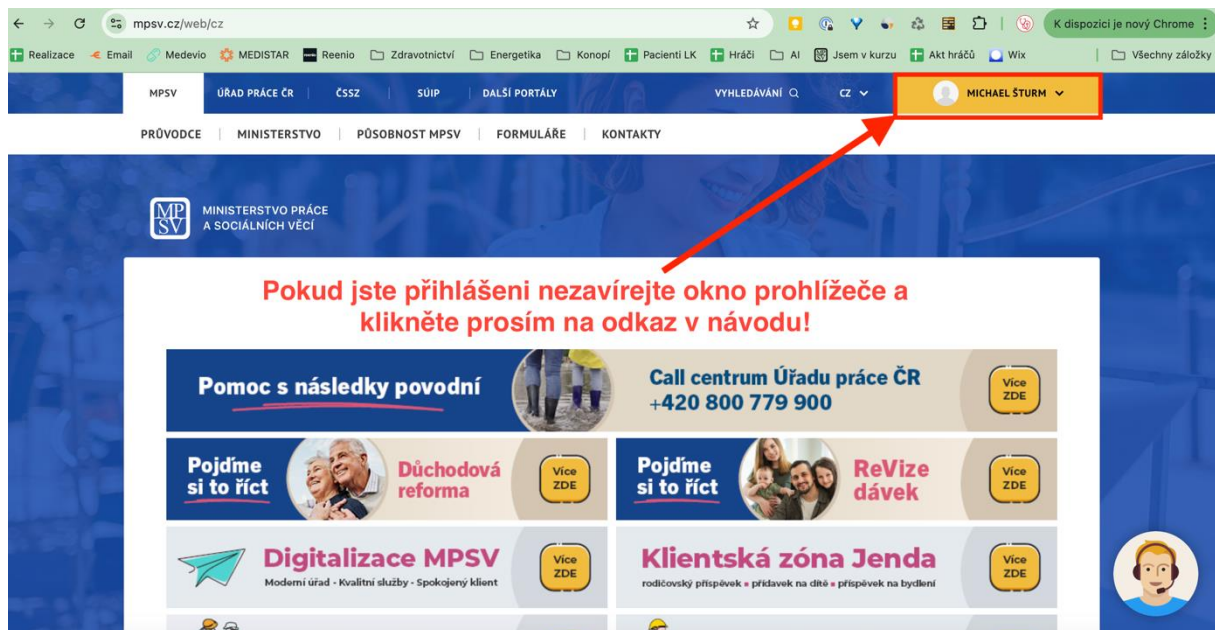 mpsv.cz/web/cz
K dispozici je nový Chrome
Realizace Email Medevio MEDISTAR Reenio Zdravotnictví Energetika Konopí Pacienti LK Hráči AI Jsem v kurzu Akt hráčů Wix Všechny záložky
MPSV ÚŘAD PRÁCE ČR ČSSZ SÚIP DALŠÍ PORTÁLY VYHLEDÁVÁNÍ CZ MICHAEL ŠTURM
PRŮVODCE MINISTERSTVO PŮSOBNOST MPSV FORMULÁŘE KONTAKTY
MP
SV
MINISTERSTVO PRÁCE
A SOCIÁLNÍCH VĚCÍ
Pokud jste přihlášeni nezavírejte okno prohlížeče a
klikněte prosím na odkaz v návodu!
Pomoc s následky povodní
Call centrum Úřadu práce ČR
+420 800 779 900
Více
ZDE
Pojďme
si to říct
Důchodová
reforma
Více
ZDE
Pojďme
si to říct
ReVize
dávek
Více
ZDE
Digitalizace MPSV
Moderní úřad - Kvalitní služby - Spokojený klient
Více
ZDE
Klientská zóna Jenda
rodičovský příspěvek ▪ přídavek na dítě ▪ příspěvek na bydlení
Více
ZDE